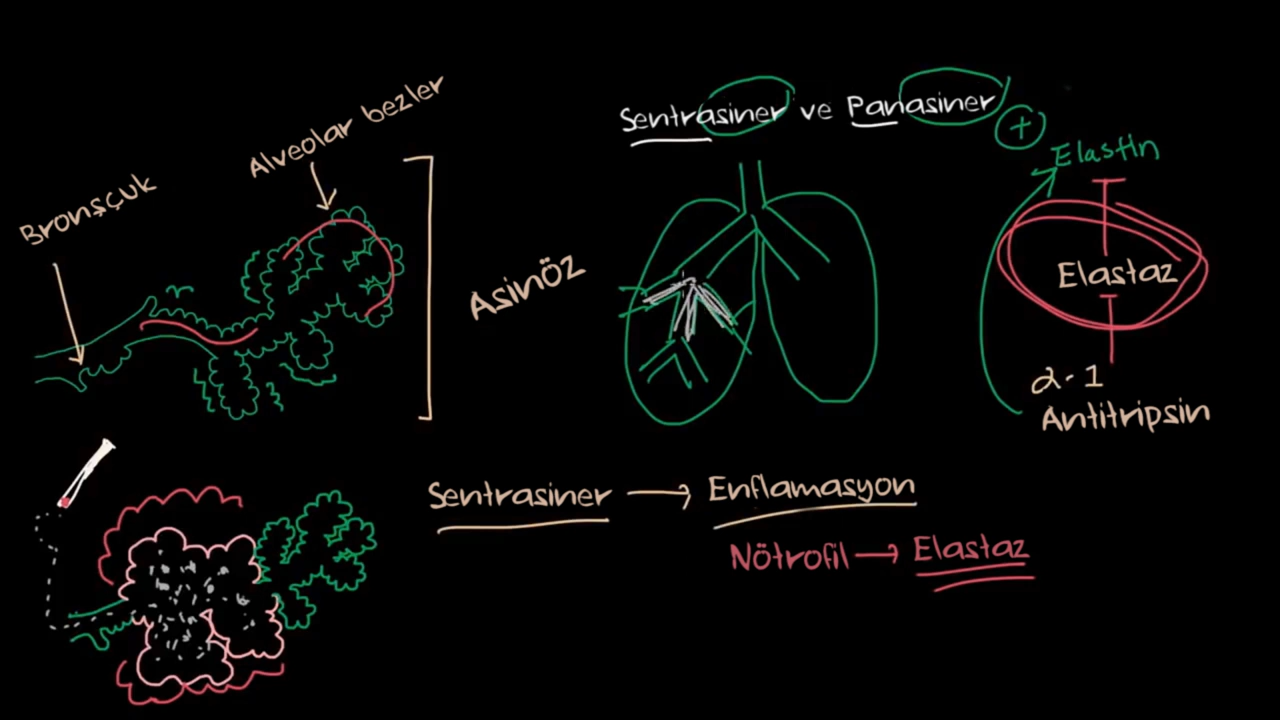 Sentrasiner ve Panasiner
+
Elastin
Alveolar bezler
Bronşçuk
Asinöz
Elastaz
α-1
Antitripsin
Sentrasiner → Enflamasyon
Nötrofil → Elastaz